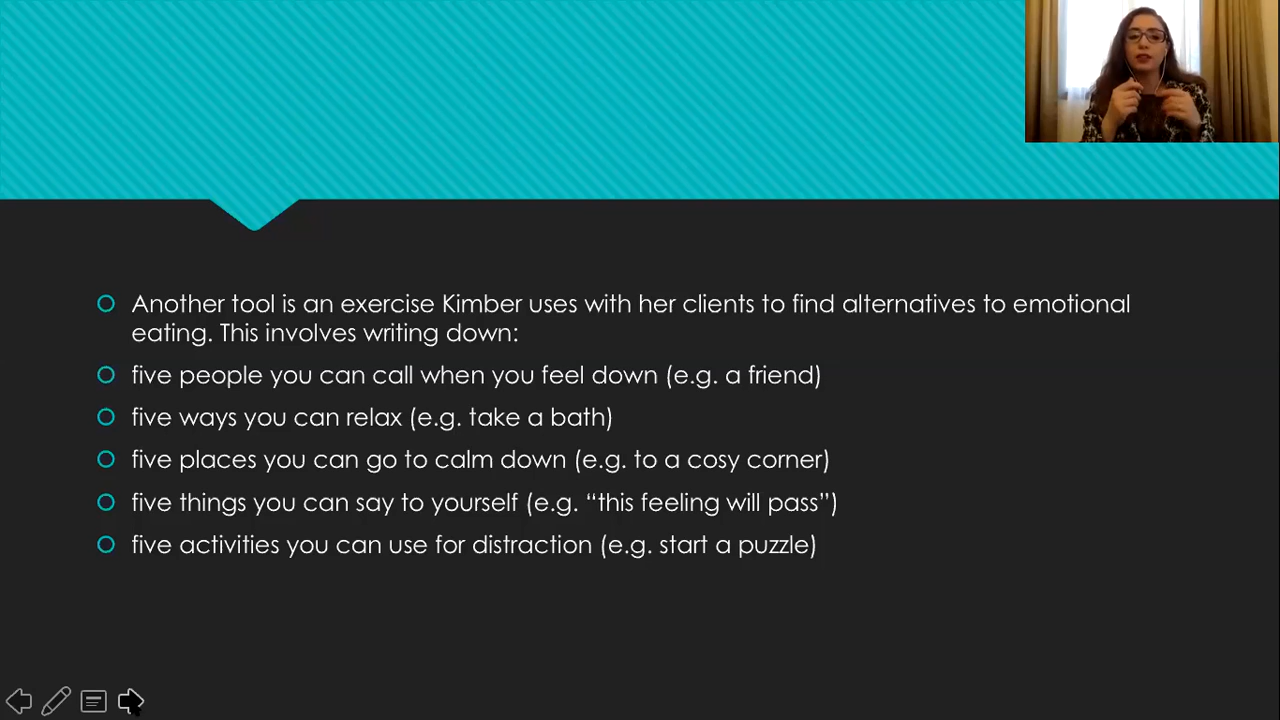 Another tool is an exercise Kimber uses with her clients to find alternatives to emotional
eating. This involves writing down:
five people you can call when you feel down (e.g. a friend)
five ways you can relax (e.g. take a bath)
five places you can go to calm down (e.g. to a cosy corner)
five things you can say to yourself (e.g. “this feeling will pass”)
five activities you can use for distraction (e.g. start a puzzle)